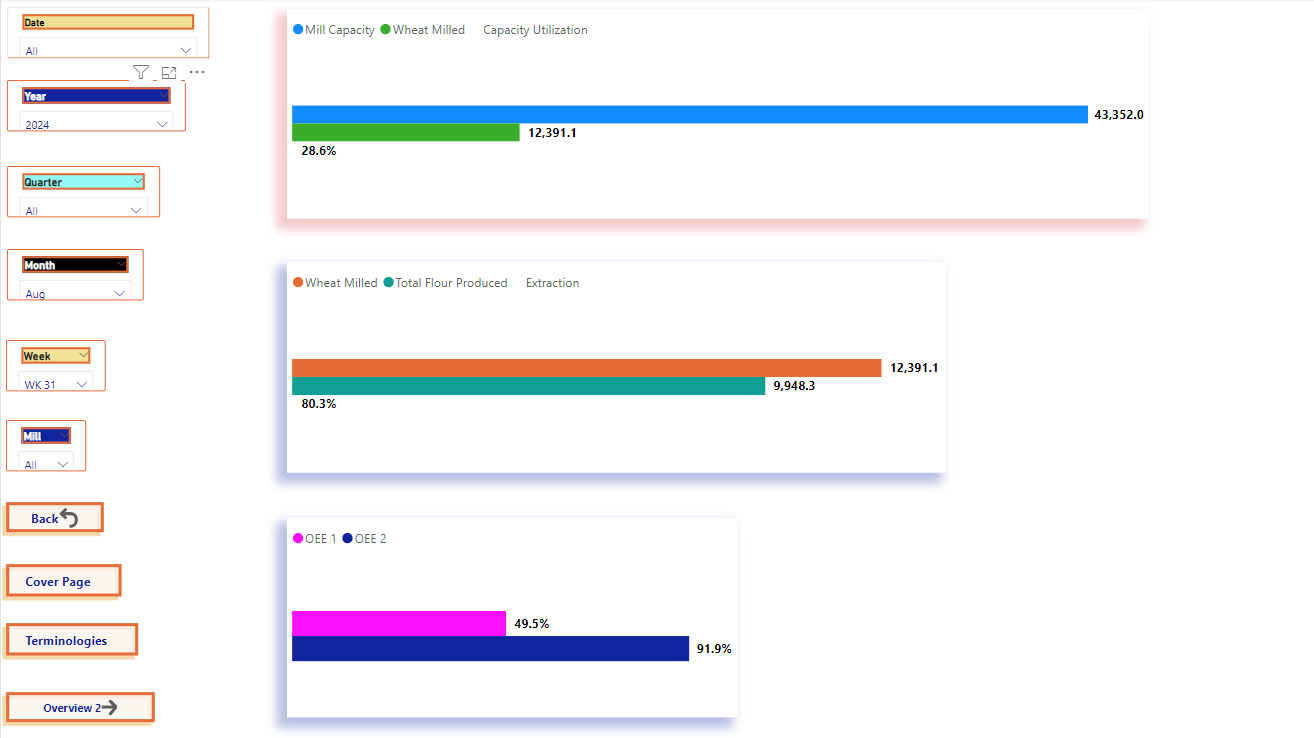 Date
All
Year
2024
Quarter
All
Month
Aug
Week
WK 31
Mill
All
Back
Cover Page
Terminologies
Overview 2
Mill Capacity Wheat Milled Capacity Utilization
43,352.0
12,391.1
28.6%
Wheat Milled Total Flour Produced Extraction
12,391.1
9,948.3
80.3%
OEE 1 OEE 2
49.5%
91.9%